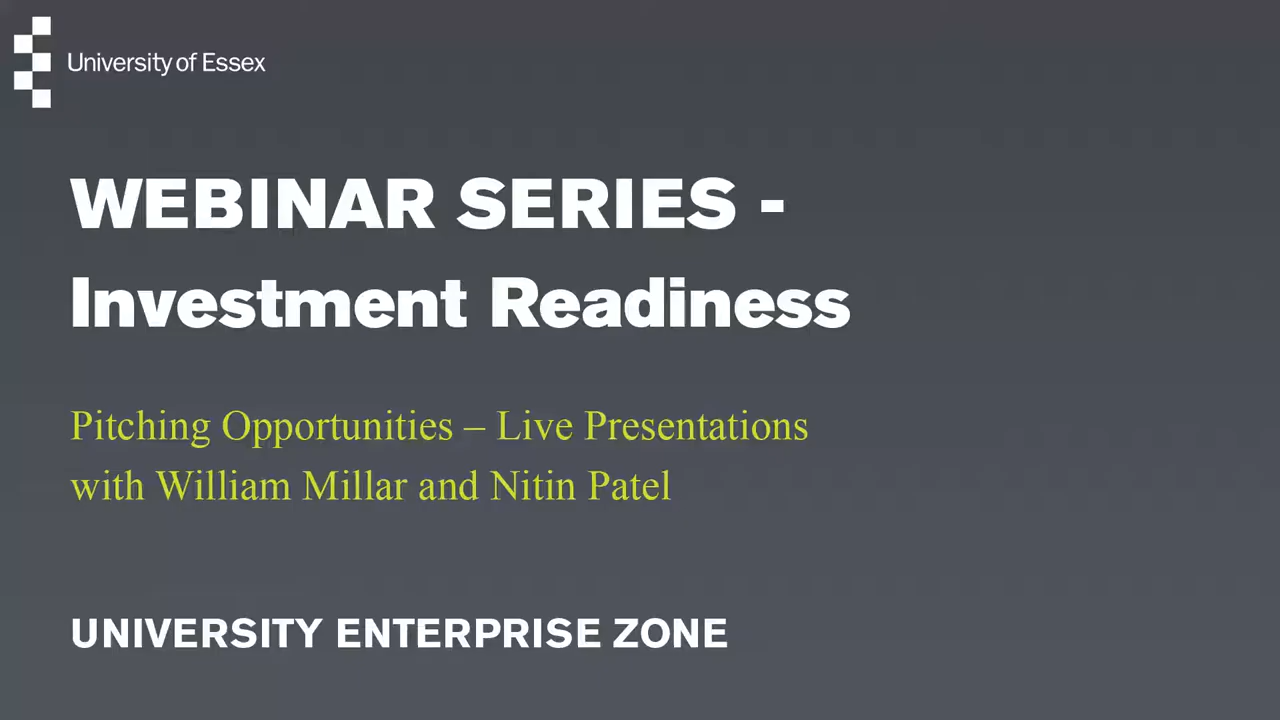 University of Essex
WEBINAR SERIES -
Investment Readiness
Pitching Opportunities – Live Presentations
with William Millar and Nitin Patel
UNIVERSITY ENTERPRISE ZONE